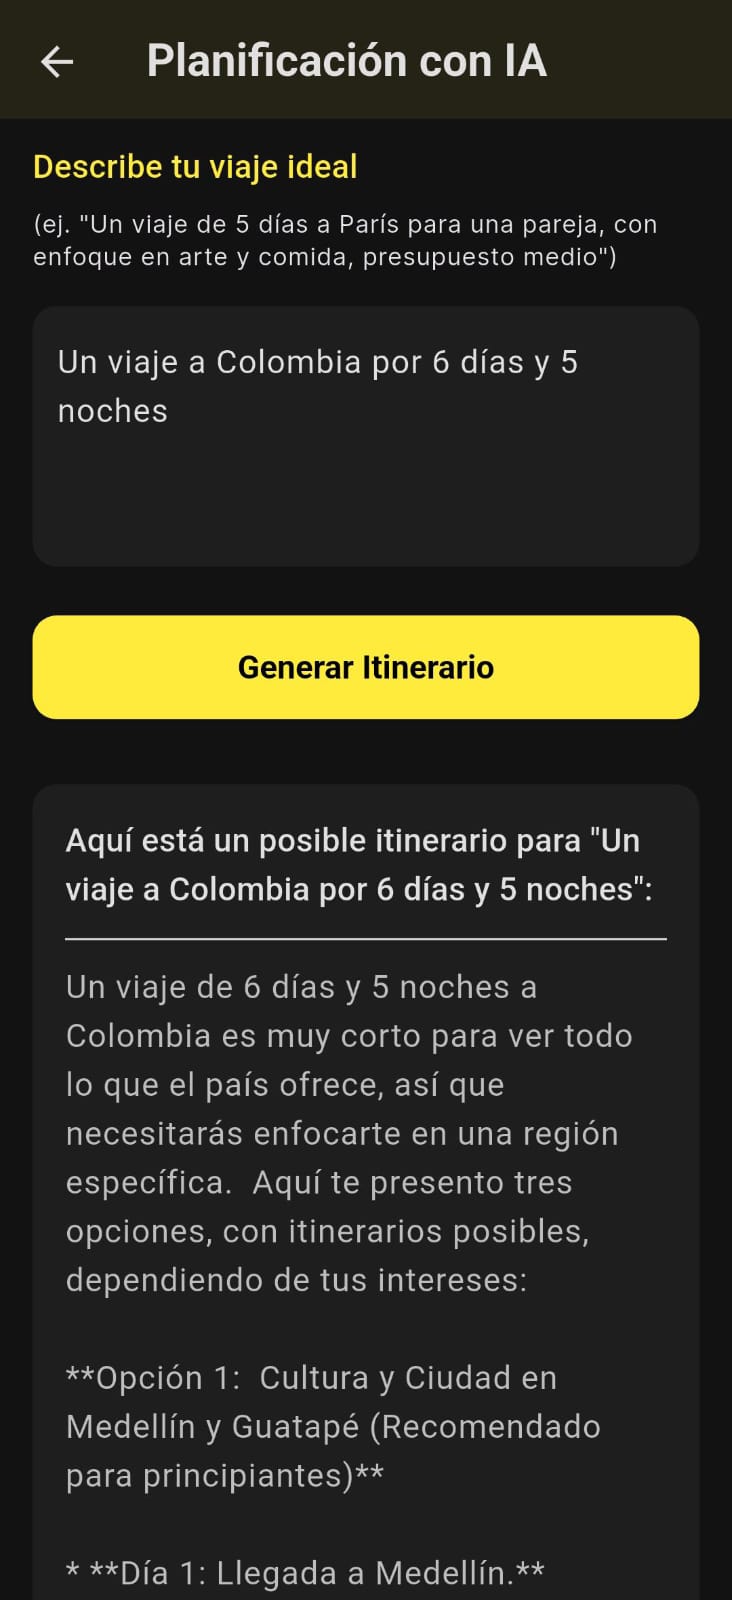 Planificación con IA
Describe tu viaje ideal
(ej. "Un viaje de 5 días a París para una pareja, con
enfoque en arte y comida, presupuesto medio")
Un viaje a Colombia por 6 días y 5
noches
Generar Itinerario
Aquí está un posible itinerario para "Un
viaje a Colombia por 6 días y 5 noches":
Un viaje de 6 días y 5 noches a
Colombia es muy corto para ver todo
lo que el país ofrece, así que
necesitarás enfocarte en una región
específica.  Aquí te presento tres
opciones, con itinerarios posibles,
dependiendo de tus intereses:
**Opción 1:  Cultura y Ciudad en
Medellín y Guatapé (Recomendado
para principiantes)**
* **Día 1: Llegada a Medellín.**